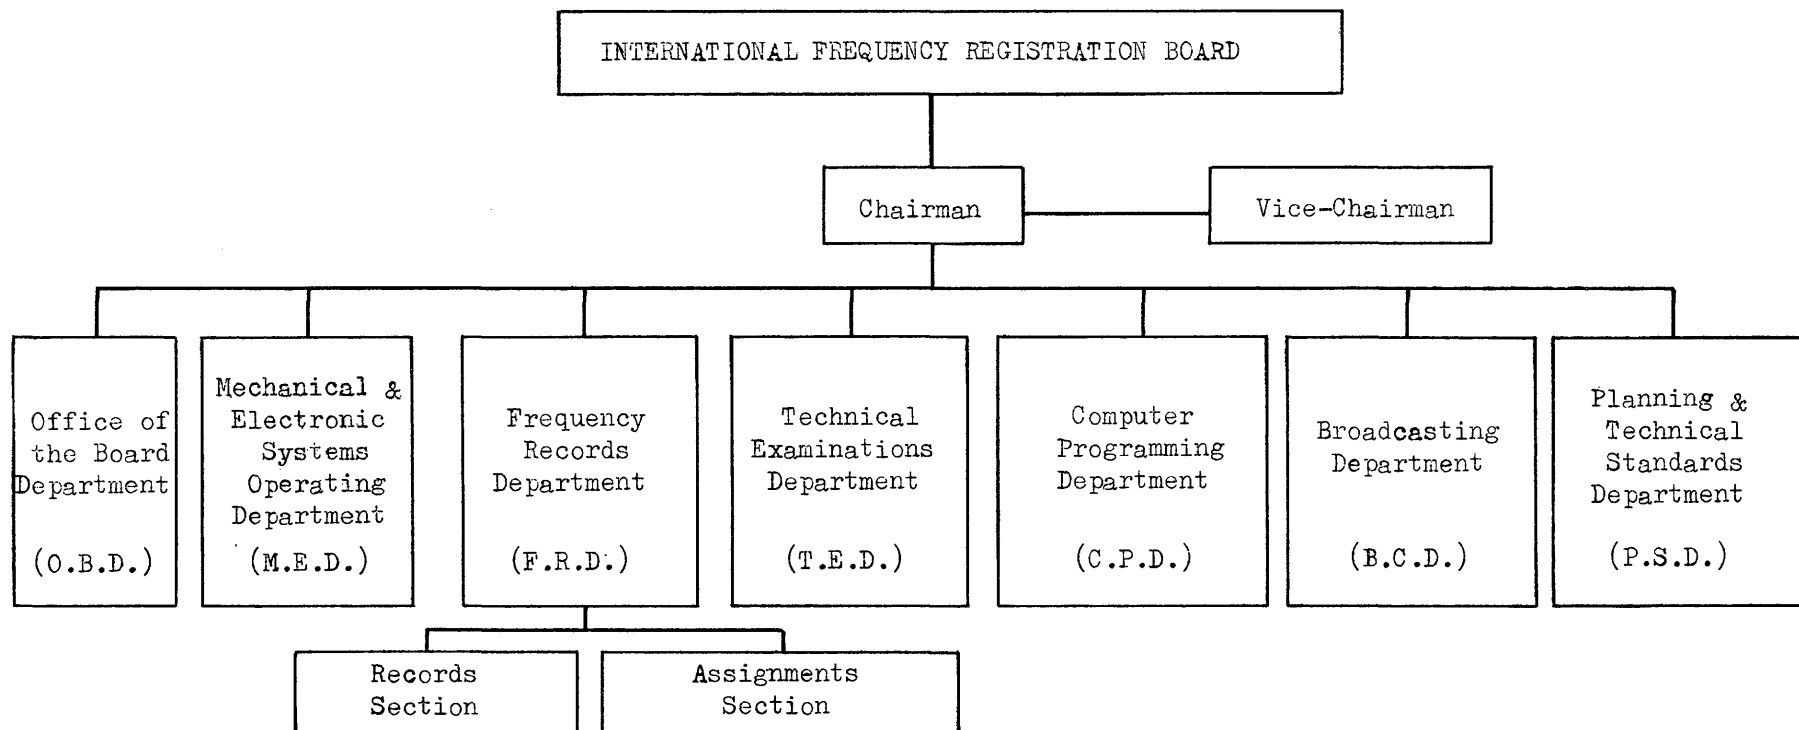 INTERNATIONAL FREQUENCY REGISTRATION BOARD
Chairman
Vice-Chairman
Office of
the Board
Department
(O.B.D.)
Mechanical &
Electronic
Systems
Operating
Department
(M.E.D.)
Frequency
Records
Department
(F.R.D.)
Technical
Examinations
Department
(T.E.D.)
Computer
Programming
Department
(C.P.D.)
Broadcasting
Department
(B.C.D.)
Planning &
Technical
Standards
Department
(P.S.D.)
Records
Section
Assignments
Section